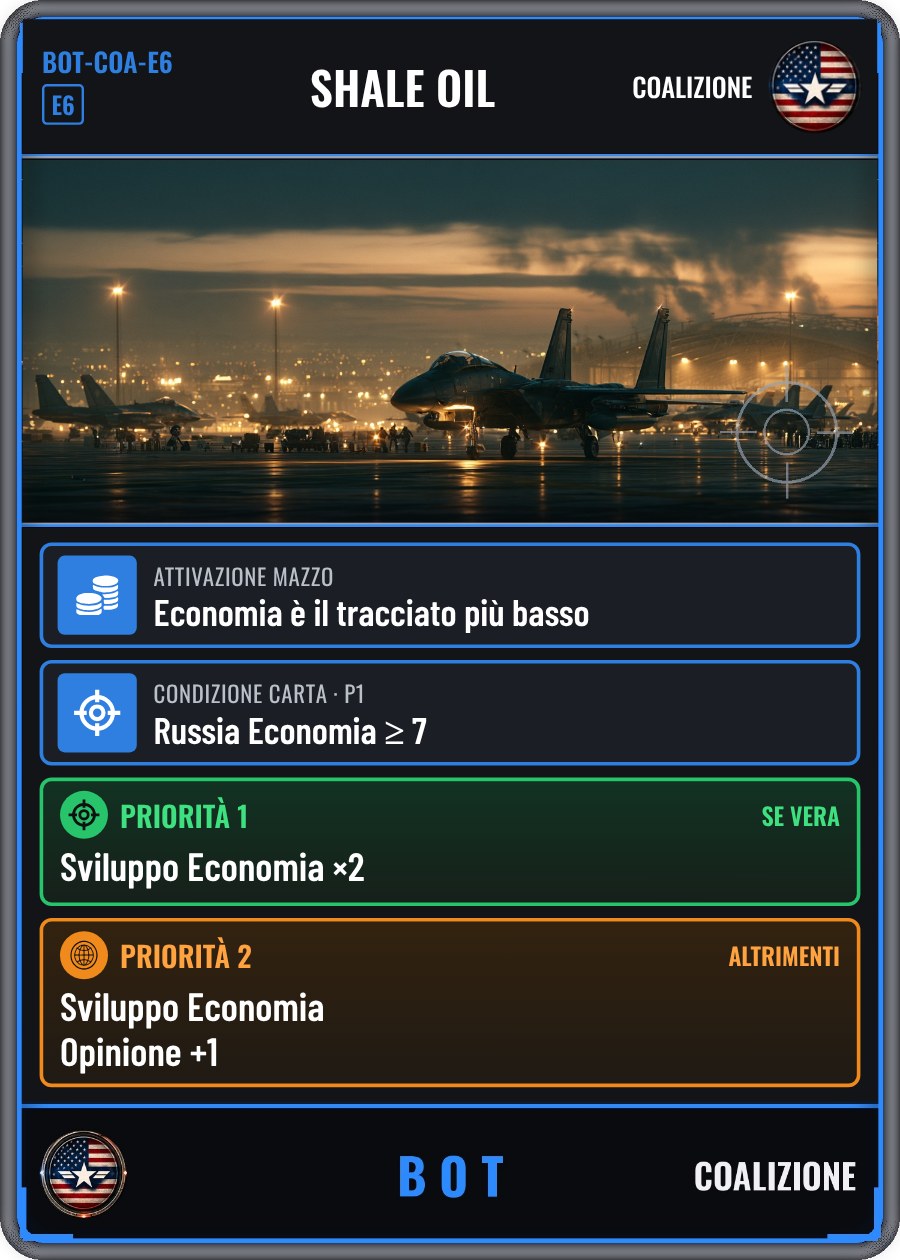 BOT-COA-E6
E6
SHALE OIL
COALIZIONE
ATTIVAZIONE MAZZO
Economia è il tracciato più basso
CONDIZIONE CARTA · P1
Russia Economia ≥ 7
PRIORITÀ 1
SE VERA
Sviluppo Economia ×2
PRIORITÀ 2
ALTRIMENTI
Sviluppo Economia
Opinione +1
BOT
COALIZIONE